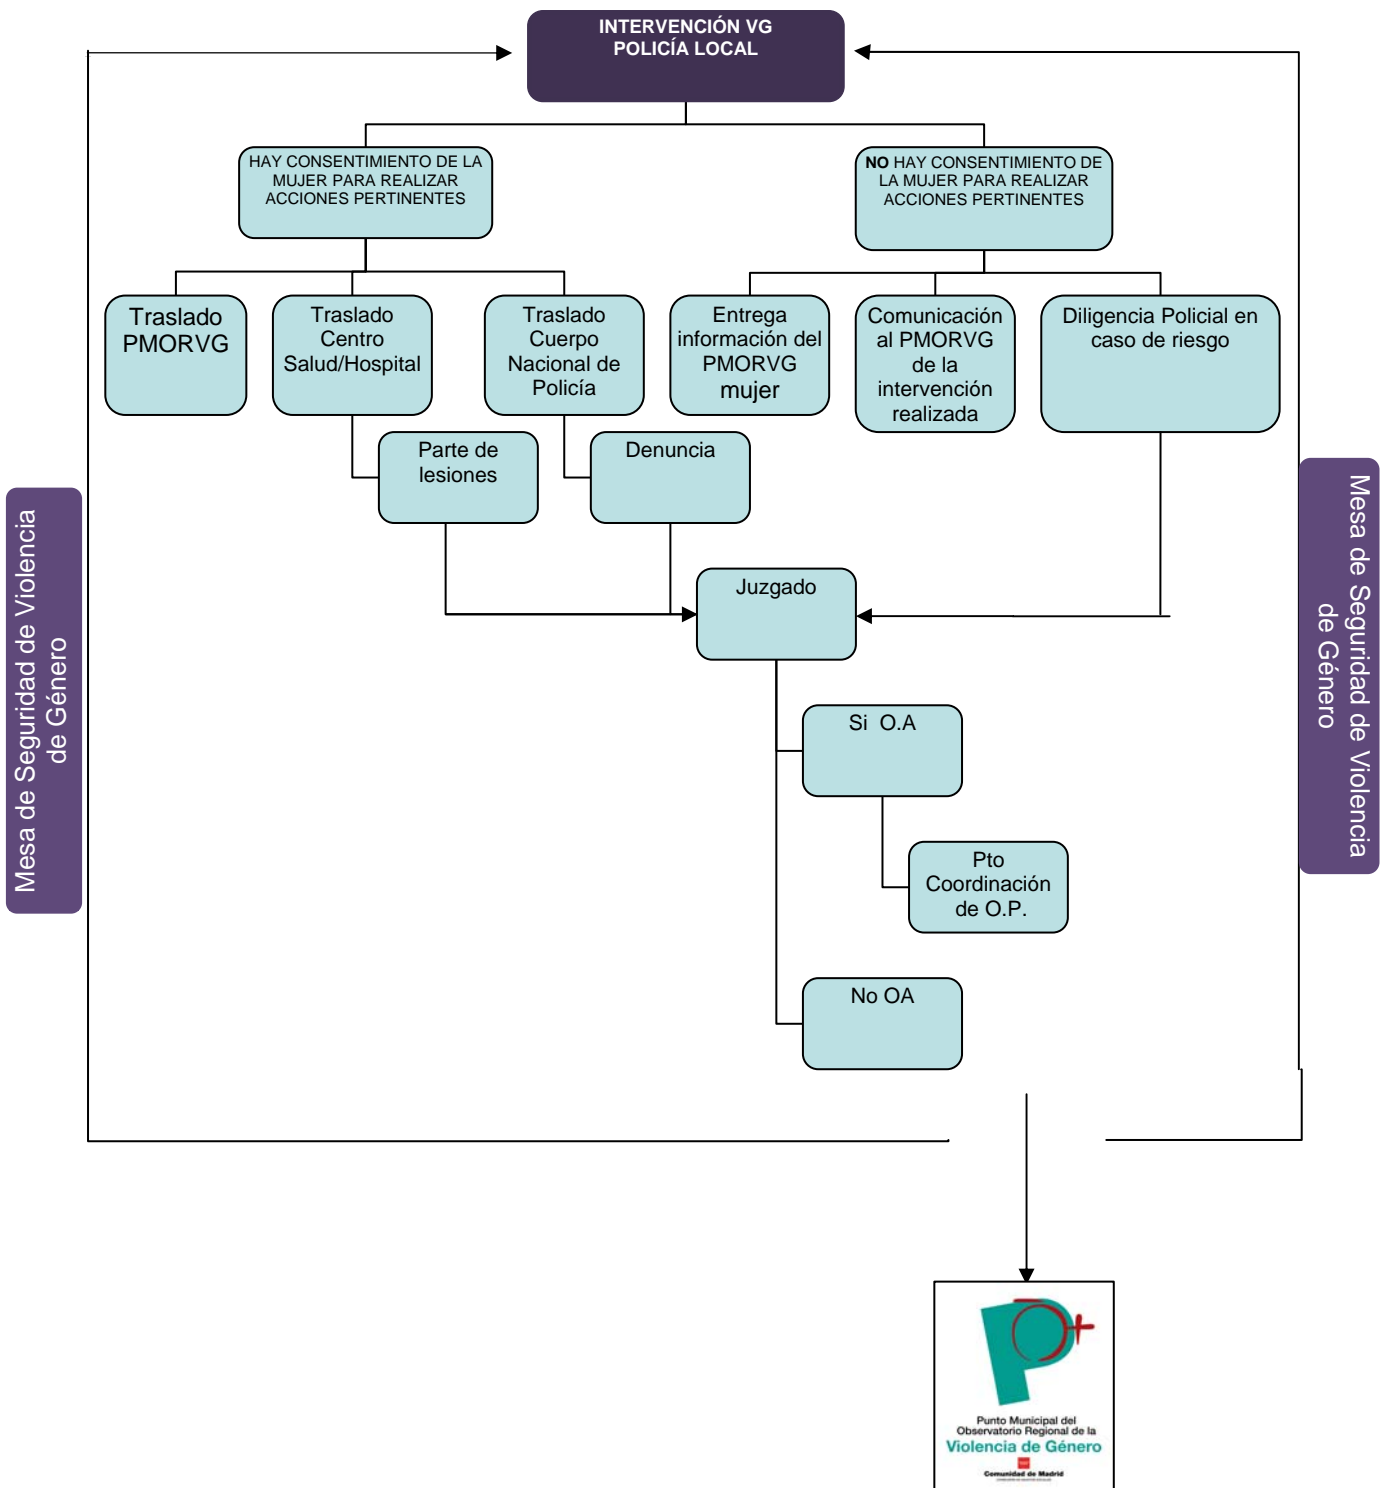 INTERVENCIÓN VG
POLICÍA LOCAL
HAY CONSENTIMIENTO DE LA
MUJER PARA REALIZAR
ACCIONES PERTINENTES
NO HAY CONSENTIMIENTO DE
LA MUJER PARA REALIZAR
ACCIONES PERTINENTES
Traslado
PMORVG
Traslado
Centro
Salud/Hospital
Traslado
Cuerpo
Nacional de
Policía
Entrega
información del
PMORVG
mujer
Comunicación
al PMORVG
de la
intervención
realizada
Diligencia Policial en
caso de riesgo
Parte de
lesiones
Denuncia
Mesa de Seguridad de Violencia
de Género
Mesa de Seguridad de Violencia
de Género
Juzgado
Si O.A
Pto
Coordinación
de O.P.
No OA
Punto Municipal del
Observatorio Regional de la
Violencia de Género
Comunidad de Madrid